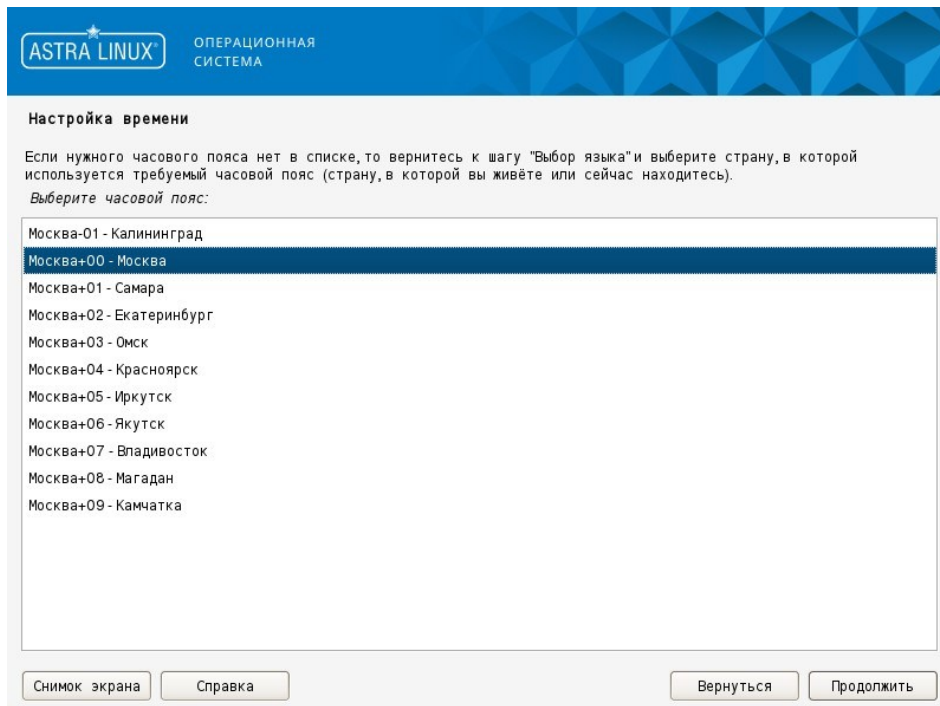 ASTRA LINUX®
ОПЕРАЦИОННАЯ
СИСТЕМА
Настройка времени
Если нужного часового пояса нет в списке, то вернитесь к шагу "Выбор языка" и выберите страну, в которой
используется требуемый часовой пояс (страну, в которой вы живёте или сейчас находитесь).
Выберите часовой пояс:
Москва-01 - Калининград
Москва+00 - Москва
Москва+01 - Самара
Москва+02 - Екатеринбург
Москва+03 - Омск
Москва+04 - Красноярск
Москва+05 - Иркутск
Москва+06 - Якутск
Москва+07 - Владивосток
Москва+08 - Магадан
Москва+09 - Камчатка
Снимок экрана Справка Вернуться Продолжить